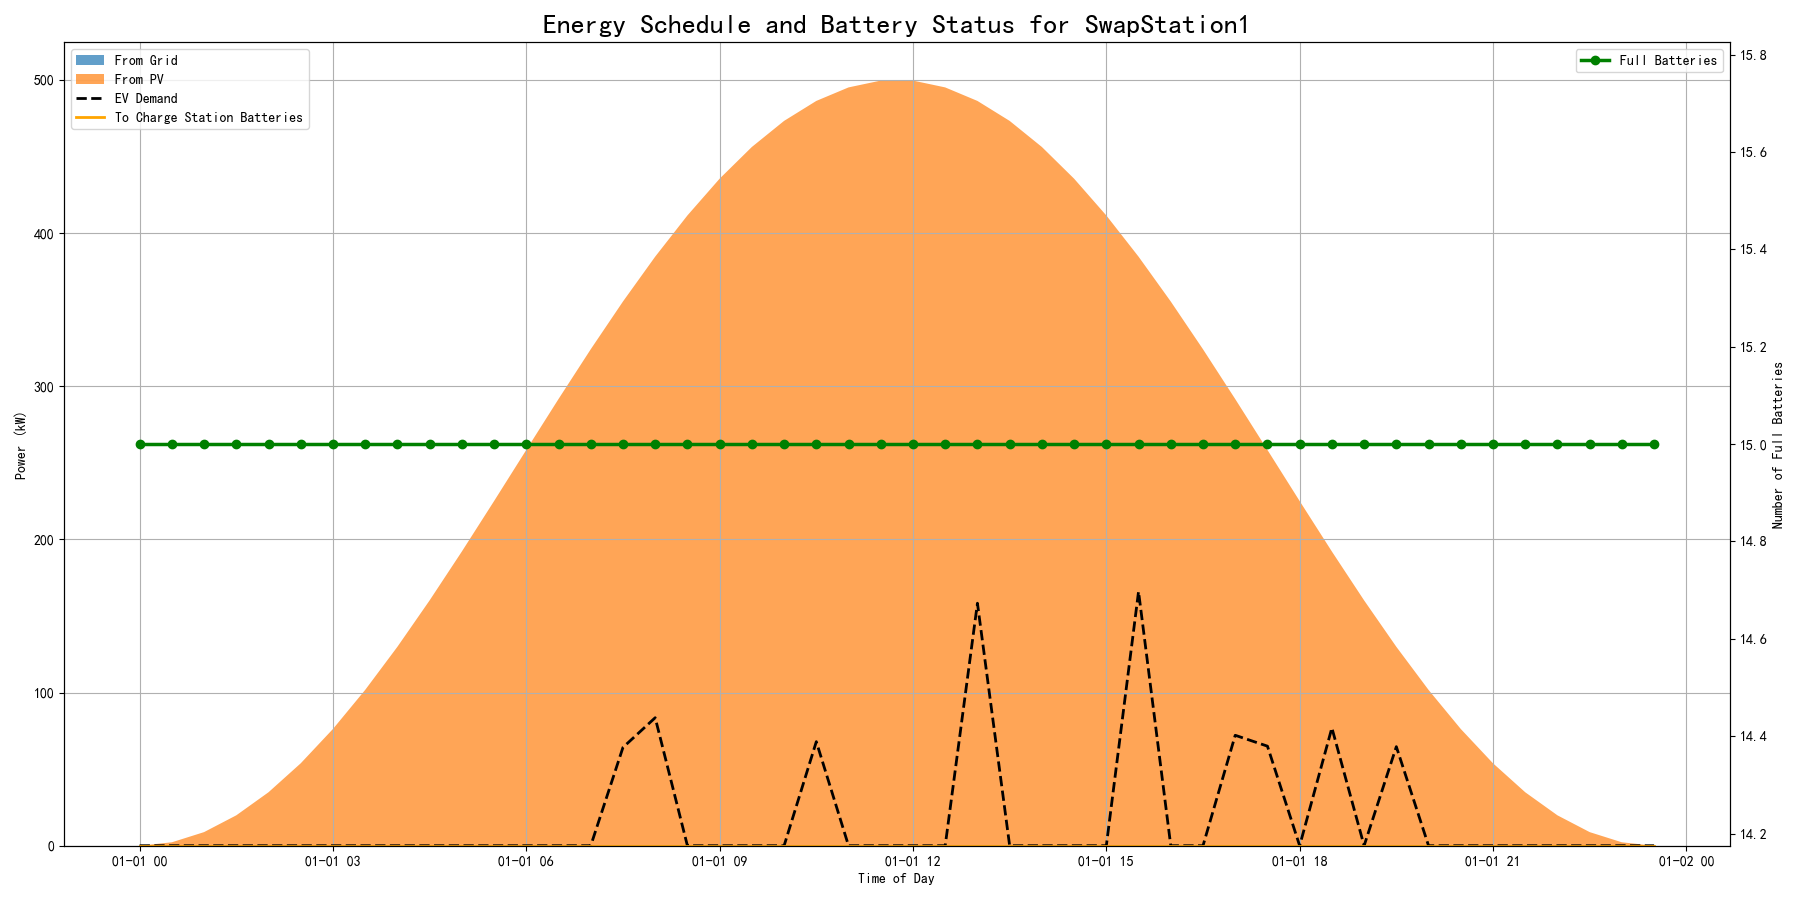 Energy Schedule and Battery Status for SwapStation1
From Grid
From PV
EV Demand
To Charge Station Batteries
Full Batteries
500
400
300
200
100
0
Power (kW)
15.8
15.6
15.4
15.2
15.0
14.8
14.6
14.4
14.2
Number of Full Batteries
01-01 00
01-01 03
01-01 06
01-01 09
01-01 12
01-01 15
01-01 18
01-01 21
01-02 00
Time of Day